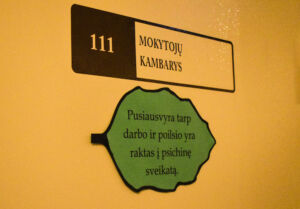 111
MOKYTOJŲ
KAMBARYS
Pusiausvyra tarp
darbo ir poilsio yra
raktas į psichinę
sveikatą.